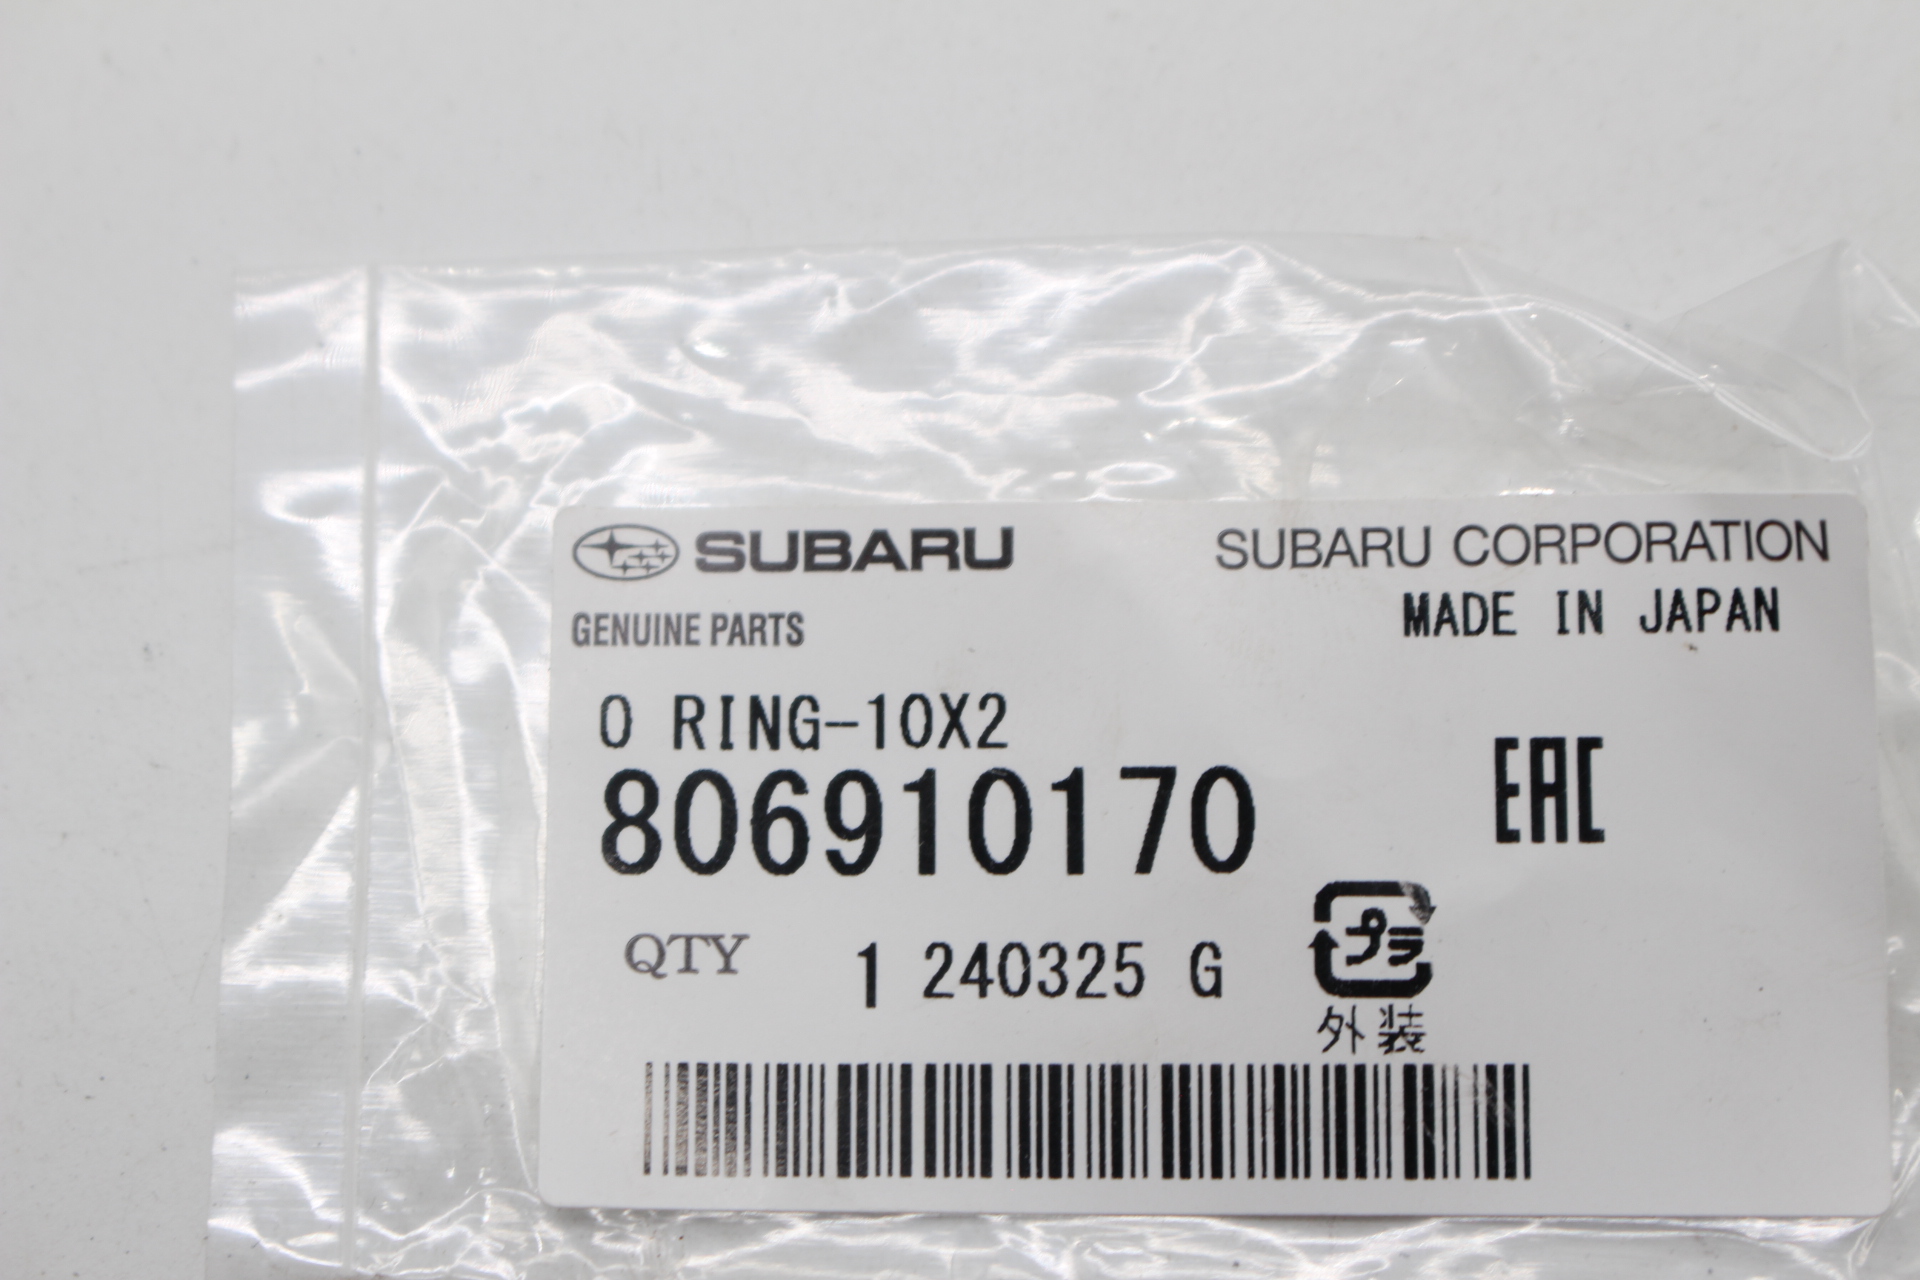 SUBARU
SUBARU CORPORATION
GENUINE PARTS
MADE IN JAPAN
O RING-10X2
806910170
EAC
QTY 1 240325 G
プラ
外装